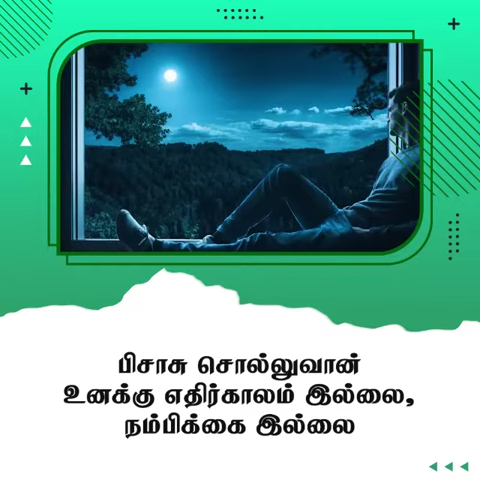 பிசாசு சொல்லுவான்
உனக்கு எதிர்காலம் இல்லை,
நம்பிக்கை இல்லை